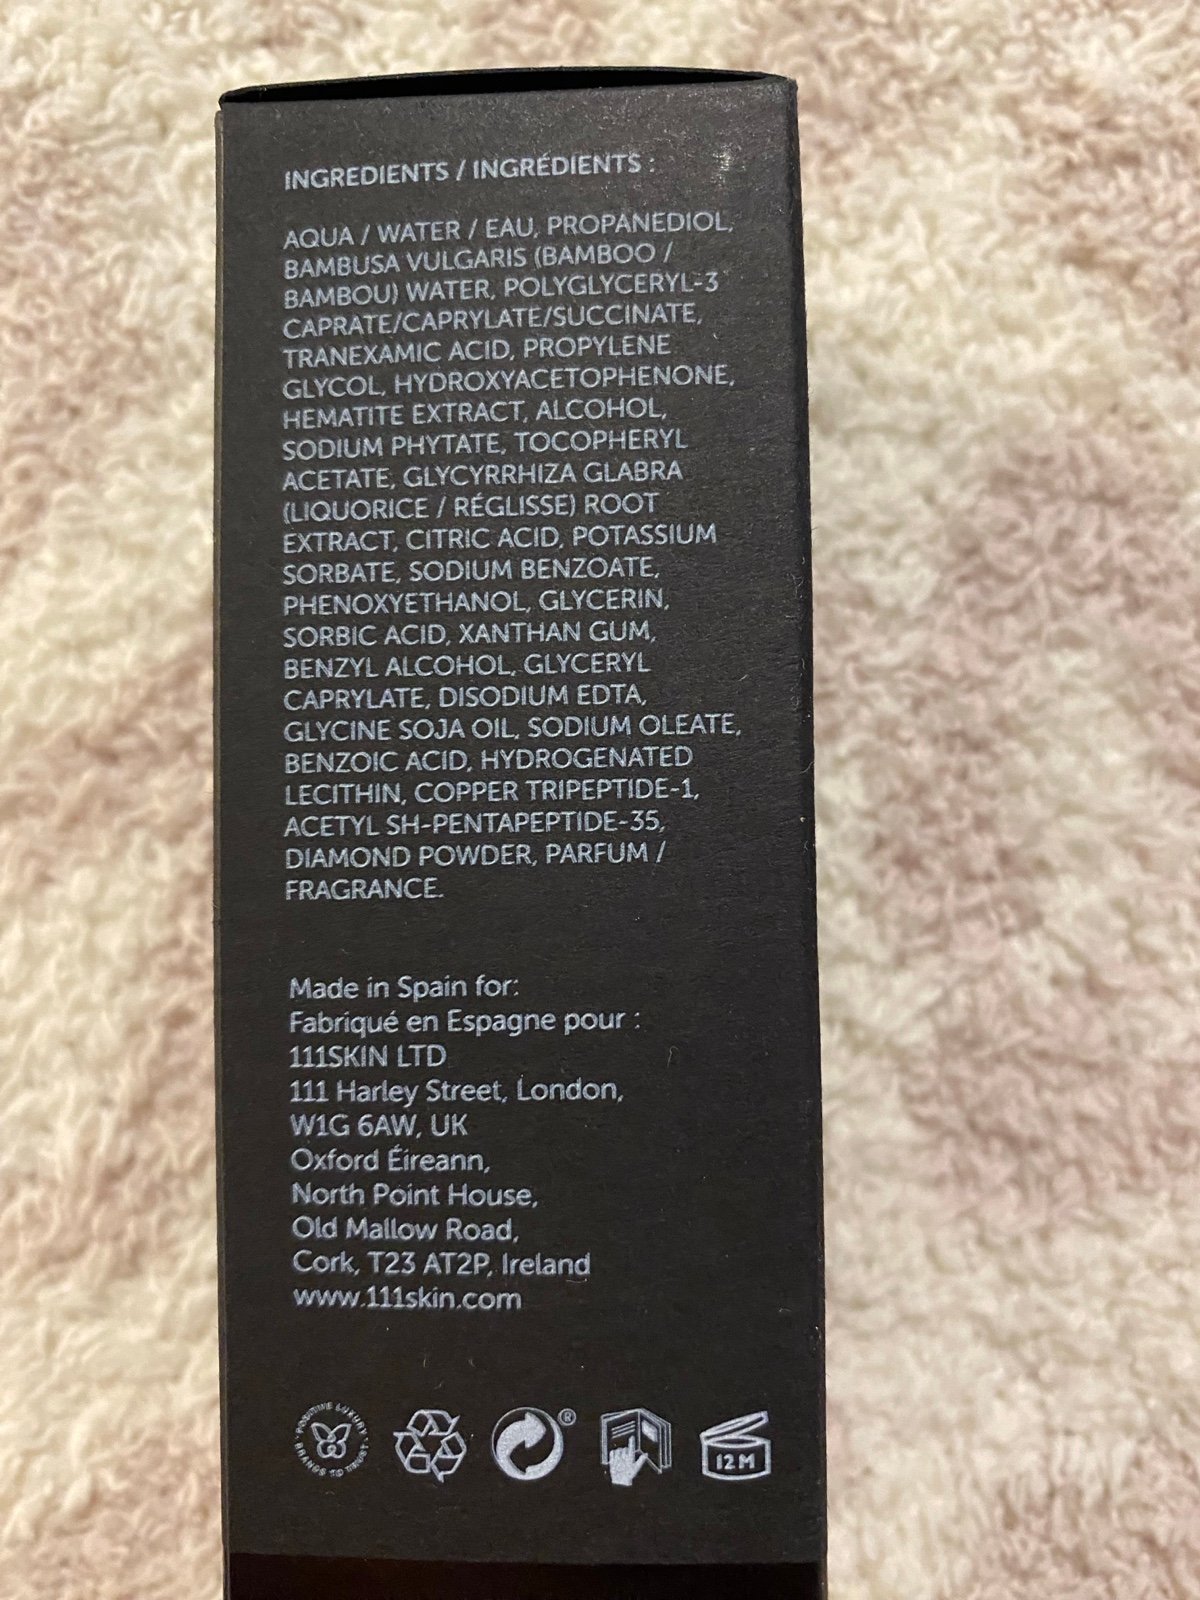 INGREDIENTS / INGRÉDIENTS :
AQUA / WATER / EAU, PROPANEDIOL,
BAMBUSA VULGARIS (BAMBOO /
BAMBOU) WATER, POLYGLYCERYL-3
CAPRATE/CAPRYLATE/SUCCINATE,
TRANEXAMIC ACID, PROPYLENE
GLYCOL, HYDROXYACETOPHENONE,
HEMATITE EXTRACT, ALCOHOL,
SODIUM PHYTATE, TOCOPHERYL
ACETATE, GLYCYRRHIZA GLABRA
(LIQUORICE / RÉGLISSE) ROOT
EXTRACT, CITRIC ACID, POTASSIUM
SORBATE, SODIUM BENZOATE,
PHENOXYETHANOL, GLYCERIN,
SORBIC ACID, XANTHAN GUM,
BENZYL ALCOHOL, GLYCERYL
CAPRYLATE, DISODIUM EDTA,
GLYCINE SOJA OIL, SODIUM OLEATE,
BENZOIC ACID, HYDROGENATED
LECITHIN, COPPER TRIPEPTIDE-1,
ACETYL SH-PENTAPEPTIDE-35,
DIAMOND POWDER, PARFUM /
FRAGRANCE.
Made in Spain for:
Fabriqué en Espagne pour :
111SKIN LTD
111 Harley Street, London,
W1G 6AW, UK
Oxford Éireann,
North Point House,
Old Mallow Road,
Cork, T23 AT2P, Ireland
www.111skin.com
POSITIVE LUXURY · BRANDS TO TRUST ·
®
12M